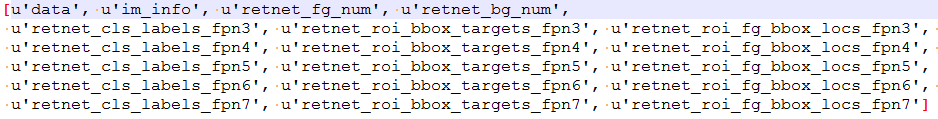 [u'data', u'im_info', u'retnet_fg_num', u'retnet_bg_num',
u'retnet_cls_labels_fpn3', u'retnet_roi_bbox_targets_fpn3', u'retnet_roi_fg_bbox_locs_fpn3',
u'retnet_cls_labels_fpn4', u'retnet_roi_bbox_targets_fpn4', u'retnet_roi_fg_bbox_locs_fpn4',
u'retnet_cls_labels_fpn5', u'retnet_roi_bbox_targets_fpn5', u'retnet_roi_fg_bbox_locs_fpn5',
u'retnet_cls_labels_fpn6', u'retnet_roi_bbox_targets_fpn6', u'retnet_roi_fg_bbox_locs_fpn6',
u'retnet_cls_labels_fpn7', u'retnet_roi_bbox_targets_fpn7', u'retnet_roi_fg_bbox_locs_fpn7']